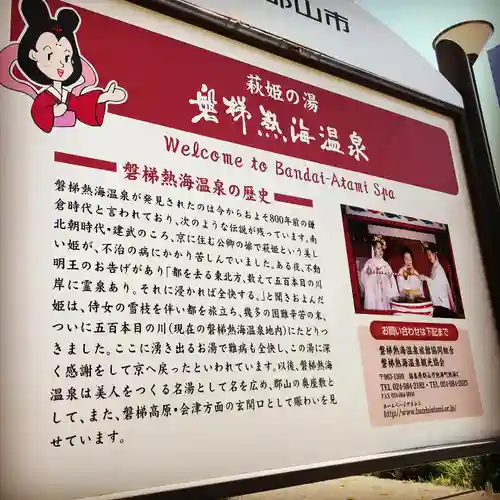 郡山市
萩姫の湯
磐梯熱海温泉
Welcome to Bandai-Atami Spa
磐梯熱海温泉の歴史
磐梯熱海温泉が発見されたのは今からおよそ800年前の鎌
倉時代と言われており、次のような伝説が残っています。南
北朝時代・建武のころ、京に住む公卿の娘で萩姫という美し
い姫が、不治の病にかかり苦しんでいました。ある夜、不動
明王のお告げがあり「都を去る東北方、数えて五百本目の川
岸に霊泉あり。それに浸かれば全快する。」と聞きおよんだ
姫は、侍女の雪枝を伴い都を旅立ち、幾多の困難辛苦の末、
ついに五百本目の川(現在の磐梯熱海温泉地内)にたどりつ
きました。ここに湧き出るお湯で難病も全快し、この湯に深
く感謝をして京へ戻ったといわれています。以後、磐梯熱海
温泉は美人をつくる名湯として名を広め、郡山の奥座敷と
して、また、磐梯高原・会津方面の玄関口として賑わいを見
せています。
お問い合わせは下記まで
磐梯熱海温泉旅館協同組合
磐梯熱海温泉観光協会
〒963-1309
ホームページアドレス